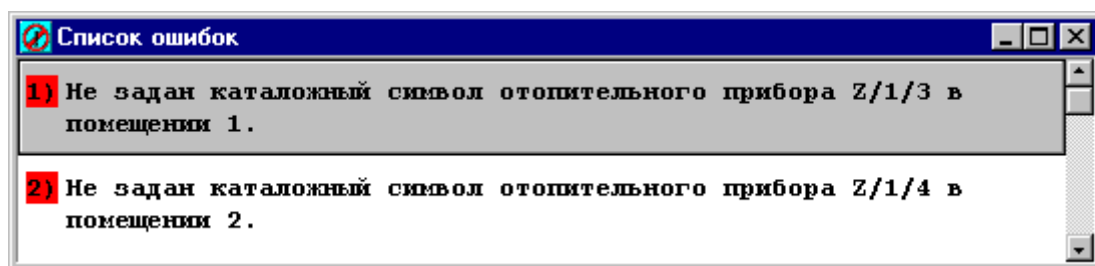 Список ошибок
1) Не задан каталожный символ отопительного прибора Z/1/3 в
помещении 1.
2) Не задан каталожный символ отопительного прибора Z/1/4 в
помещении 2.